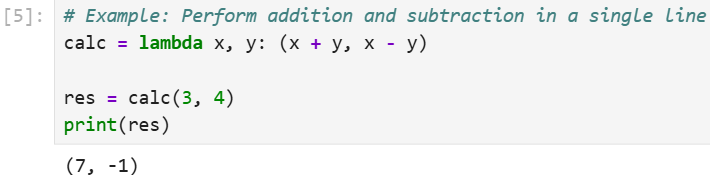 [5]: # Example: Perform addition and subtraction in a single line
calc = lambda x, y: (x + y, x - y)
res = calc(3, 4)
print(res)
(7, -1)